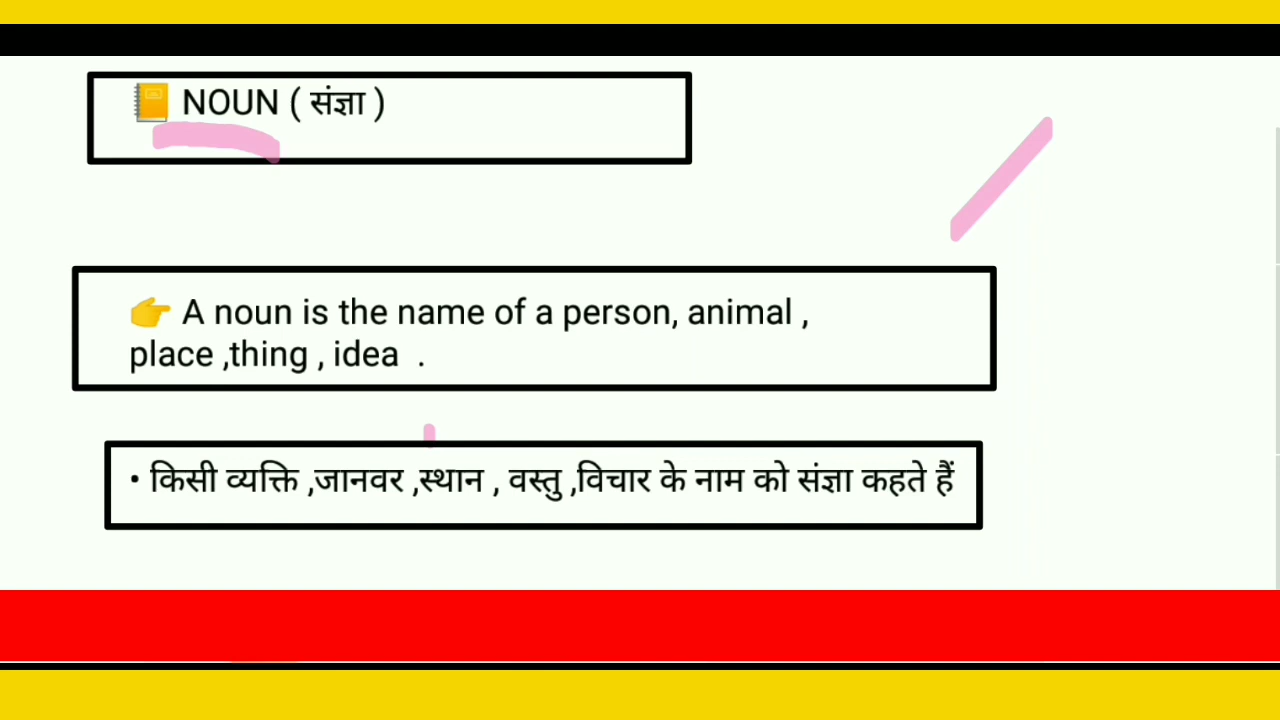 📒 NOUN ( संज्ञा )
👉 A noun is the name of a person, animal ,
place ,thing , idea  .
• किसी व्यक्ति ,जानवर ,स्थान , वस्तु ,विचार के नाम को संज्ञा कहते हैं